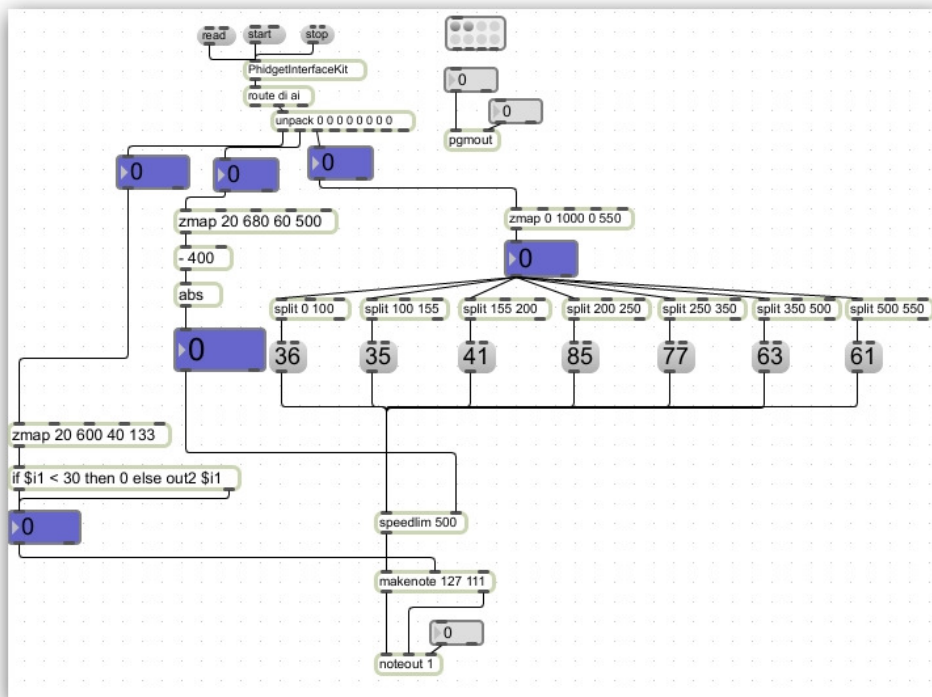 read
start
stop
PhidgetInterfaceKit
route di ai
unpack 0 0 0 0 0 0 0 0
0
0
pgmout
0
0
0
zmap 20 680 60 500
- 400
abs
0
zmap 0 1000 0 550
0
split 0 100
split 100 155
split 155 200
split 200 250
split 250 350
split 350 500
split 500 550
36
35
41
85
77
63
61
zmap 20 600 40 133
if $i1 < 30 then 0 else out2 $i1
0
speedlim 500
makenote 127 111
0
noteout 1